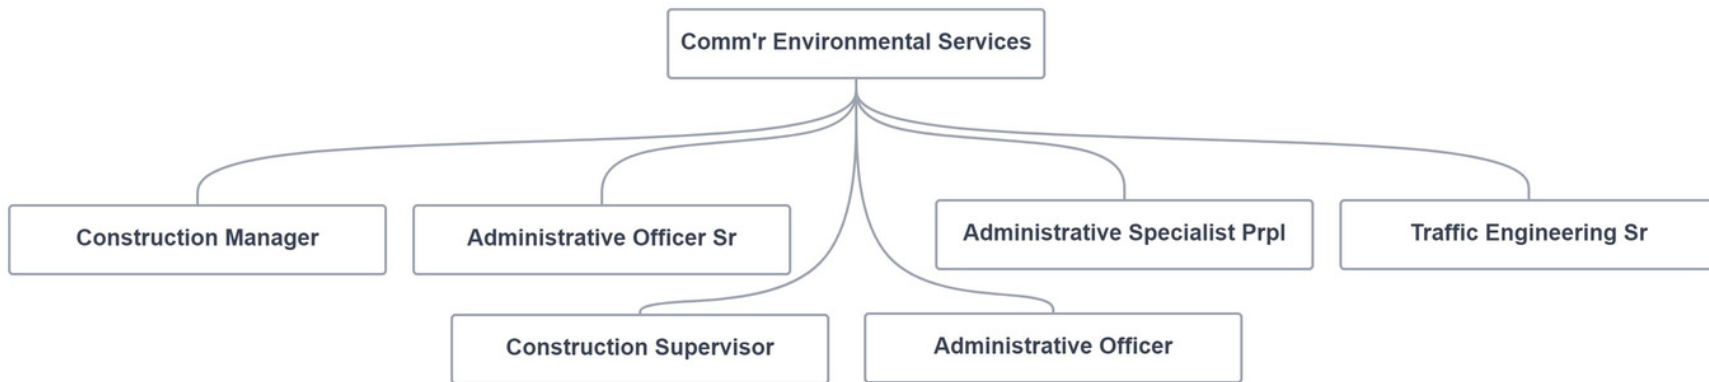 Comm'r Environmental Services
Construction Manager
Administrative Officer Sr
Administrative Specialist Prpl
Traffic Engineering Sr
Construction Supervisor
Administrative Officer